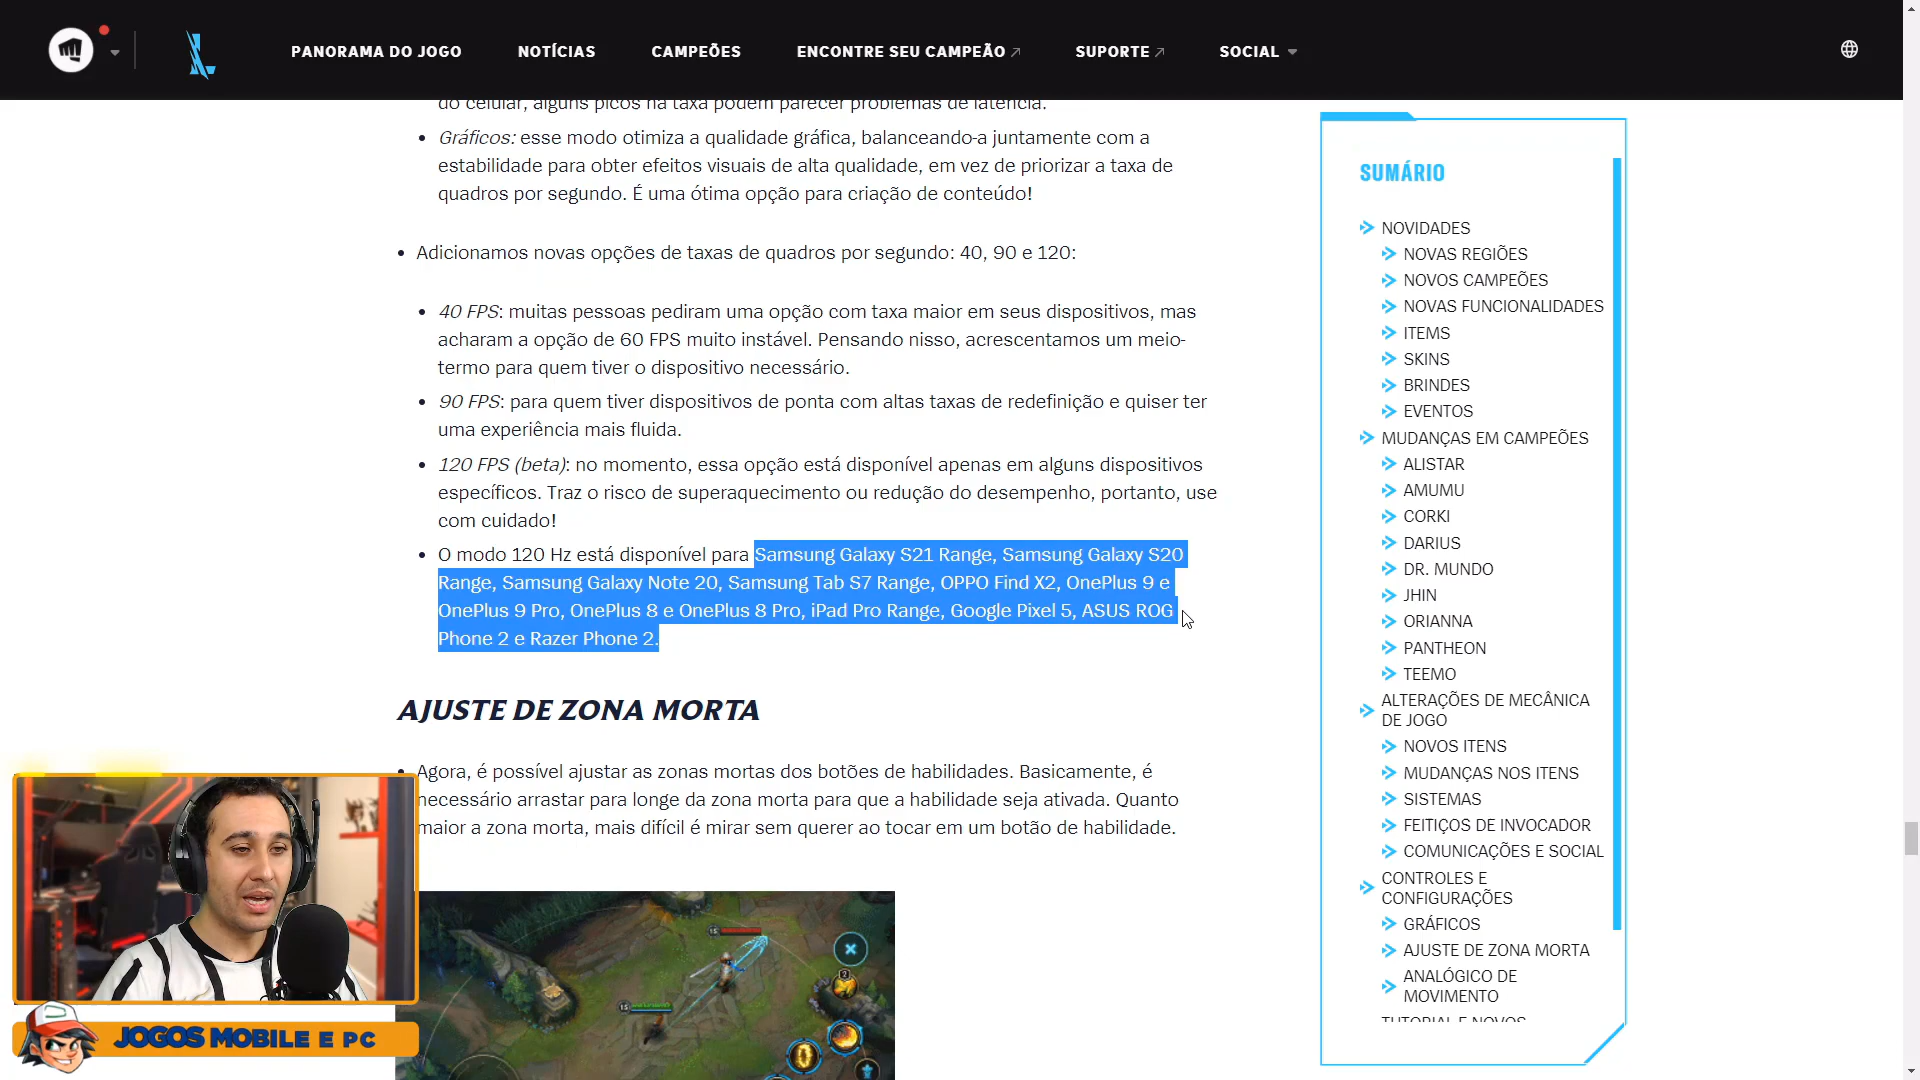 PANORAMA DO JOGO NOTÍCIAS CAMPEÕES ENCONTRE SEU CAMPEÃO SUPORTE SOCIAL
do celular, alguns picos na taxa podem parecer problemas de latência.
• Gráficos: esse modo otimiza a qualidade gráfica, balanceando-a juntamente com a
estabilidade para obter efeitos visuais de alta qualidade, em vez de priorizar a taxa de
quadros por segundo. É uma ótima opção para criação de conteúdo!
• Adicionamos novas opções de taxas de quadros por segundo: 40, 90 e 120:
• 40 FPS: muitas pessoas pediram uma opção com taxa maior em seus dispositivos, mas
acharam a opção de 60 FPS muito instável. Pensando nisso, acrescentamos um meio-
termo para quem tiver o dispositivo necessário.
• 90 FPS: para quem tiver dispositivos de ponta com altas taxas de redefinição e quiser ter
uma experiência mais fluida.
• 120 FPS (beta): no momento, essa opção está disponível apenas em alguns dispositivos
específicos. Traz o risco de superaquecimento ou redução do desempenho, portanto, use
com cuidado!
• O modo 120 Hz está disponível para Samsung Galaxy S21 Range, Samsung Galaxy S20
Range, Samsung Galaxy Note 20, Samsung Tab S7 Range, OPPO Find X2, OnePlus 9 e
OnePlus 9 Pro, OnePlus 8 e OnePlus 8 Pro, iPad Pro Range, Google Pixel 5, ASUS ROG
Phone 2 e Razer Phone 2.
AJUSTE DE ZONA MORTA
• Agora, é possível ajustar as zonas mortas dos botões de habilidades. Basicamente, é
necessário arrastar para longe da zona morta para que a habilidade seja ativada. Quanto
maior a zona morta, mais difícil é mirar sem querer ao tocar em um botão de habilidade.
15
15
2
JOGOS MOBILE E PC
SUMÁRIO
NOVIDADES
NOVAS REGIÕES
NOVOS CAMPEÕES
NOVAS FUNCIONALIDADES
ITEMS
SKINS
BRINDES
EVENTOS
MUDANÇAS EM CAMPEÕES
ALISTAR
AMUMU
CORKI
DARIUS
DR. MUNDO
JHIN
ORIANNA
PANTHEON
TEEMO
ALTERAÇÕES DE MECÂNICA
DE JOGO
NOVOS ITENS
MUDANÇAS NOS ITENS
SISTEMAS
FEITIÇOS DE INVOCADOR
COMUNICAÇÕES E SOCIAL
CONTROLES E
CONFIGURAÇÕES
GRÁFICOS
AJUSTE DE ZONA MORTA
ANALÓGICO DE
MOVIMENTO
TUTORIAL E NOVOS